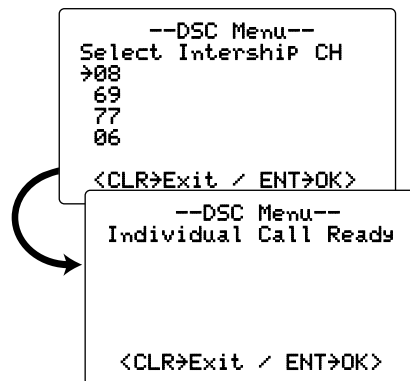 --DSC Menu--
Select Intership CH
→08
69
77
06
<CLR→Exit / ENT→OK>
--DSC Menu--
Individual Call Ready
<CLR→Exit / ENT→OK>